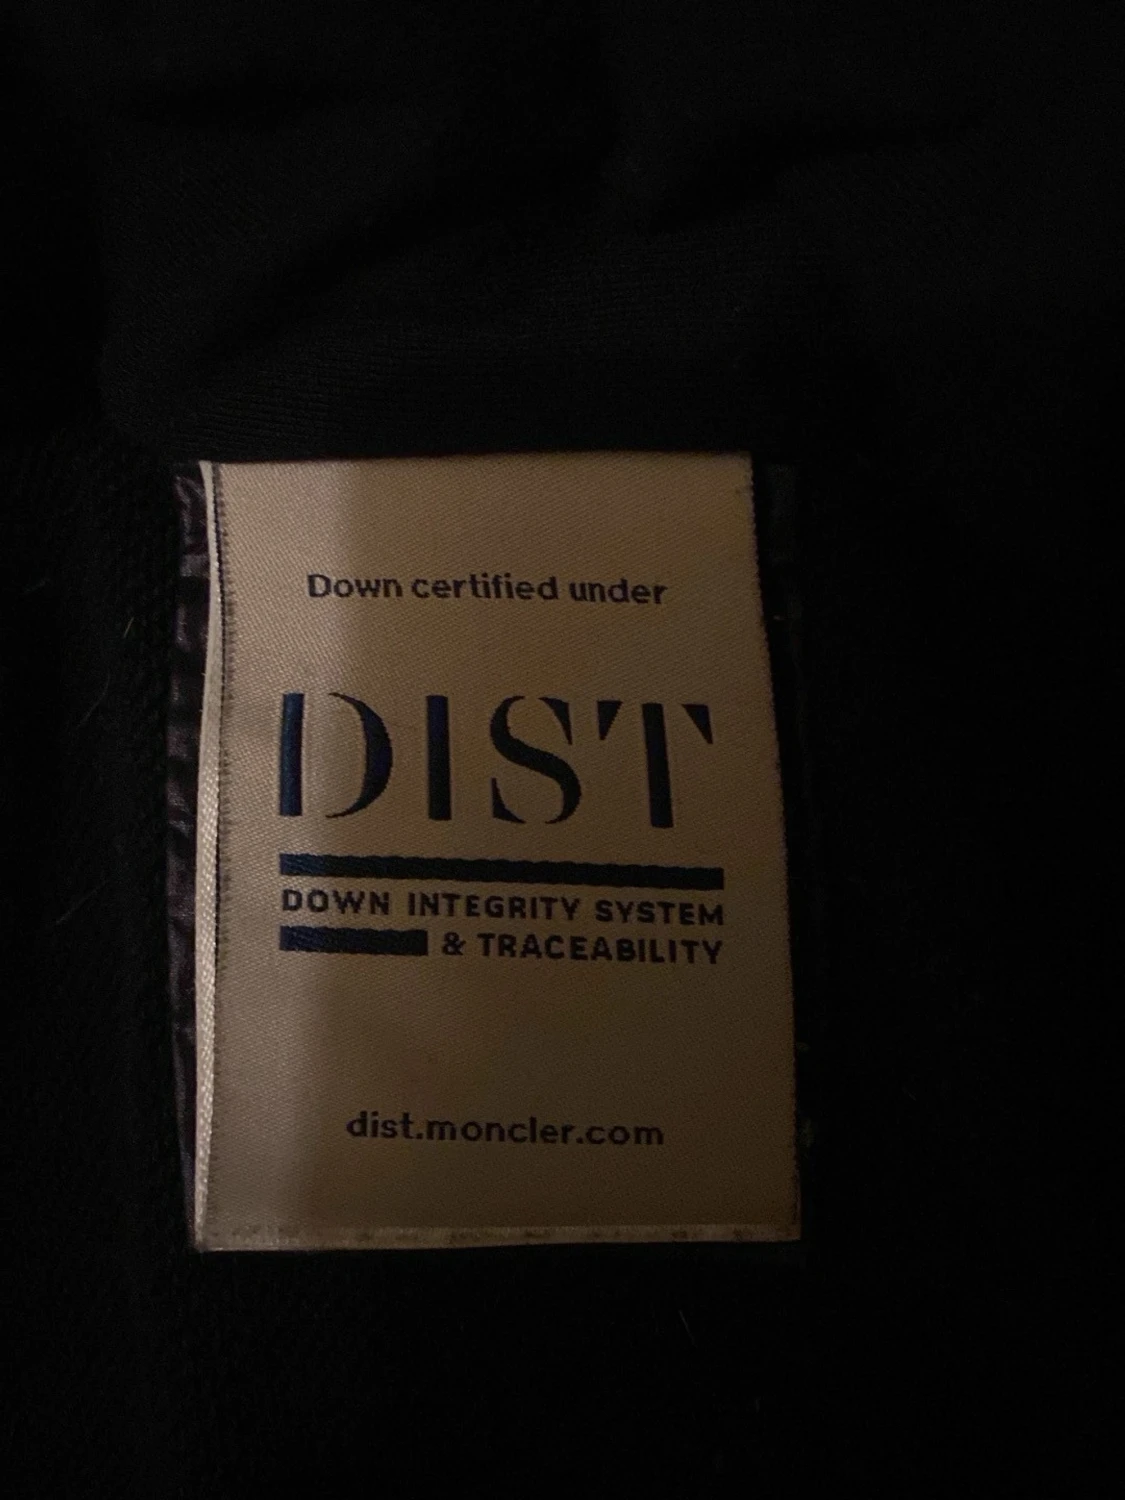 Down certified under
DIST
DOWN INTEGRITY SYSTEM
& TRACEABILITY
dist.moncler.com